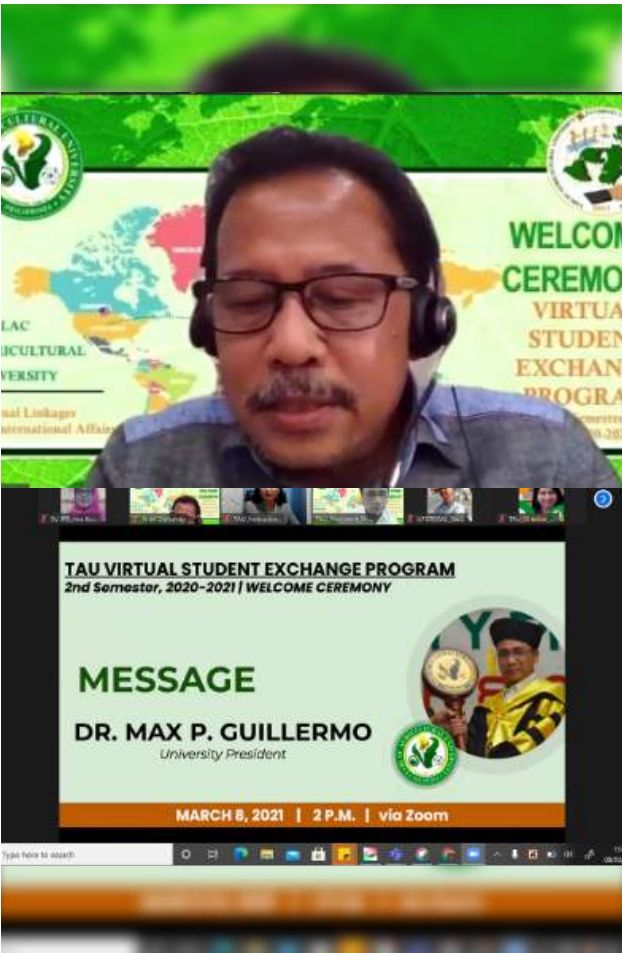 WELCOM
CEREMO
VIRTUA
STUDEN
EXCHAN
PROGRA
LAC
RICULTURAL
VERSITY
nal Linkages
nternational Affairs
TAU VIRTUAL STUDENT EXCHANGE PROGRAM
2nd Semester, 2020-2021 | WELCOME CEREMONY
MESSAGE
DR. MAX P. GUILLERMO
University President
MARCH 8, 2021 | 2 P.M. | via Zoom
Type here to search